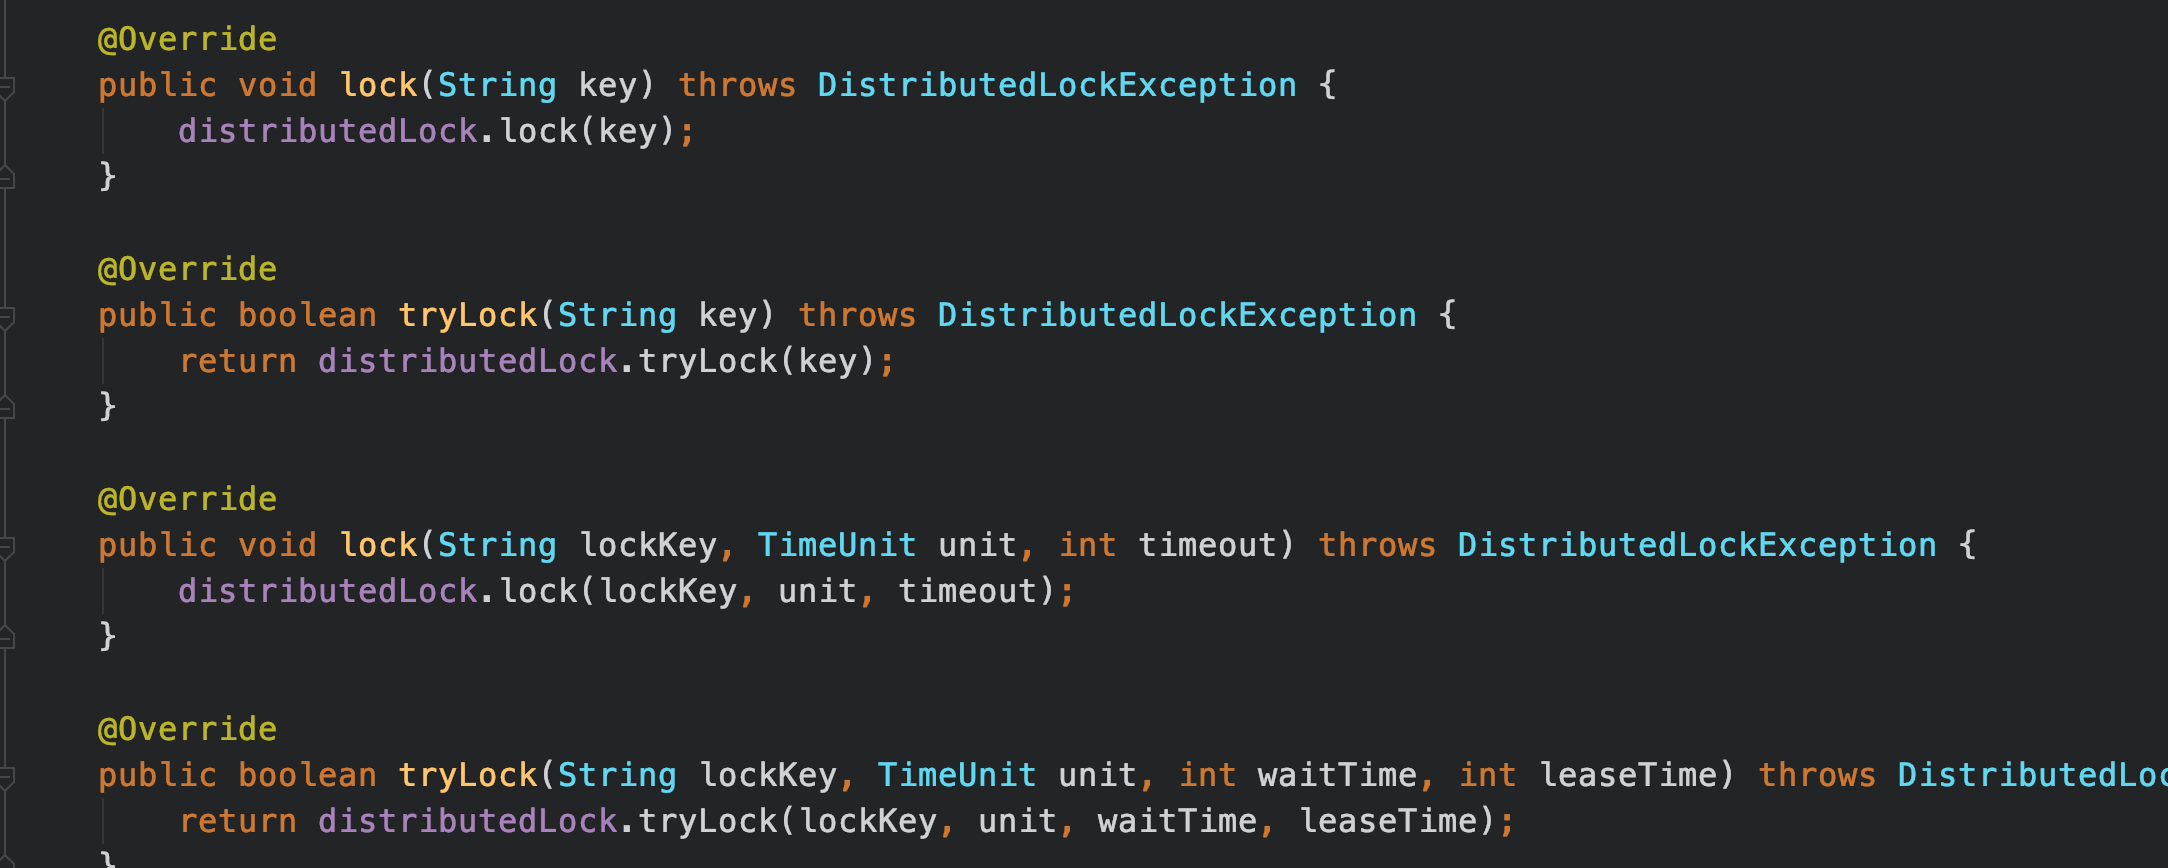 @Override
public void lock(String key) throws DistributedLockException {
distributedLock.lock(key);
}
@Override
public boolean tryLock(String key) throws DistributedLockException {
return distributedLock.tryLock(key);
}
@Override
public void lock(String lockKey, TimeUnit unit, int timeout) throws DistributedLockException {
distributedLock.lock(lockKey, unit, timeout);
}
@Override
public boolean tryLock(String lockKey, TimeUnit unit, int waitTime, int leaseTime) throws DistributedLoc
return distributedLock.tryLock(lockKey, unit, waitTime, leaseTime);
}